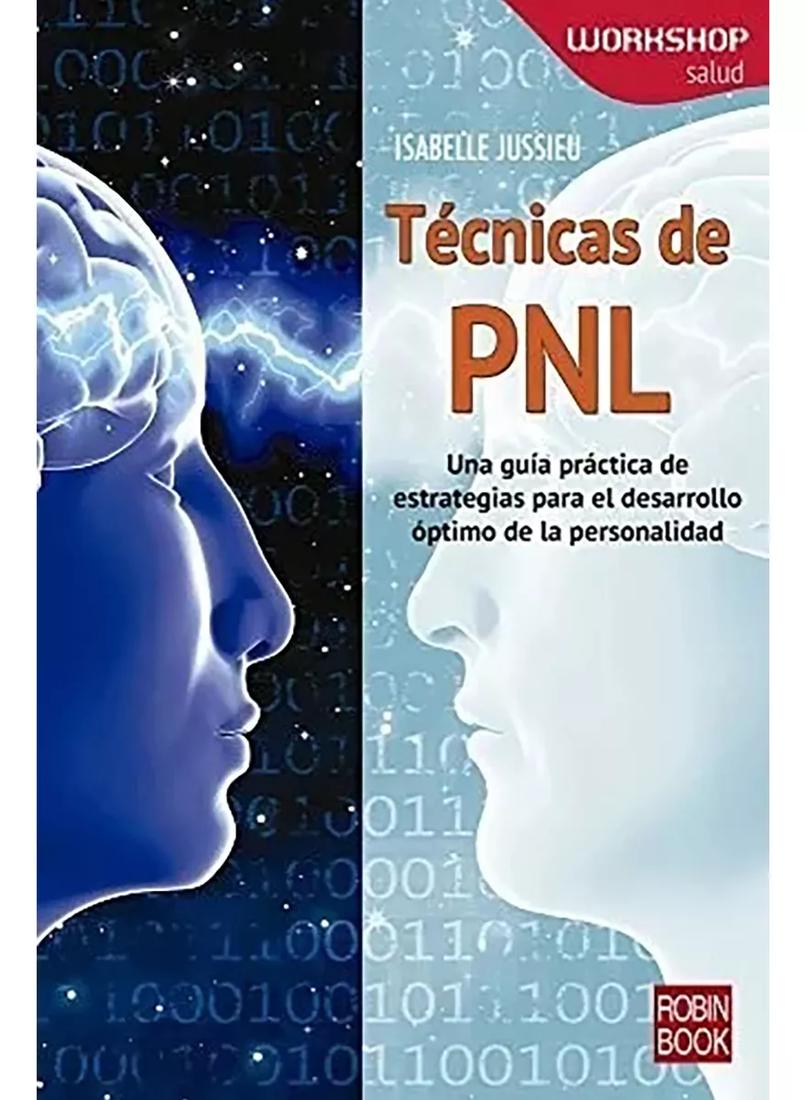 WORKSHOP
salud
ISABELLE JUSSIEU
Técnicas de
PNL
Una guía práctica de
estrategias para el desarrollo
óptimo de la personalidad
ROBIN
BOOK